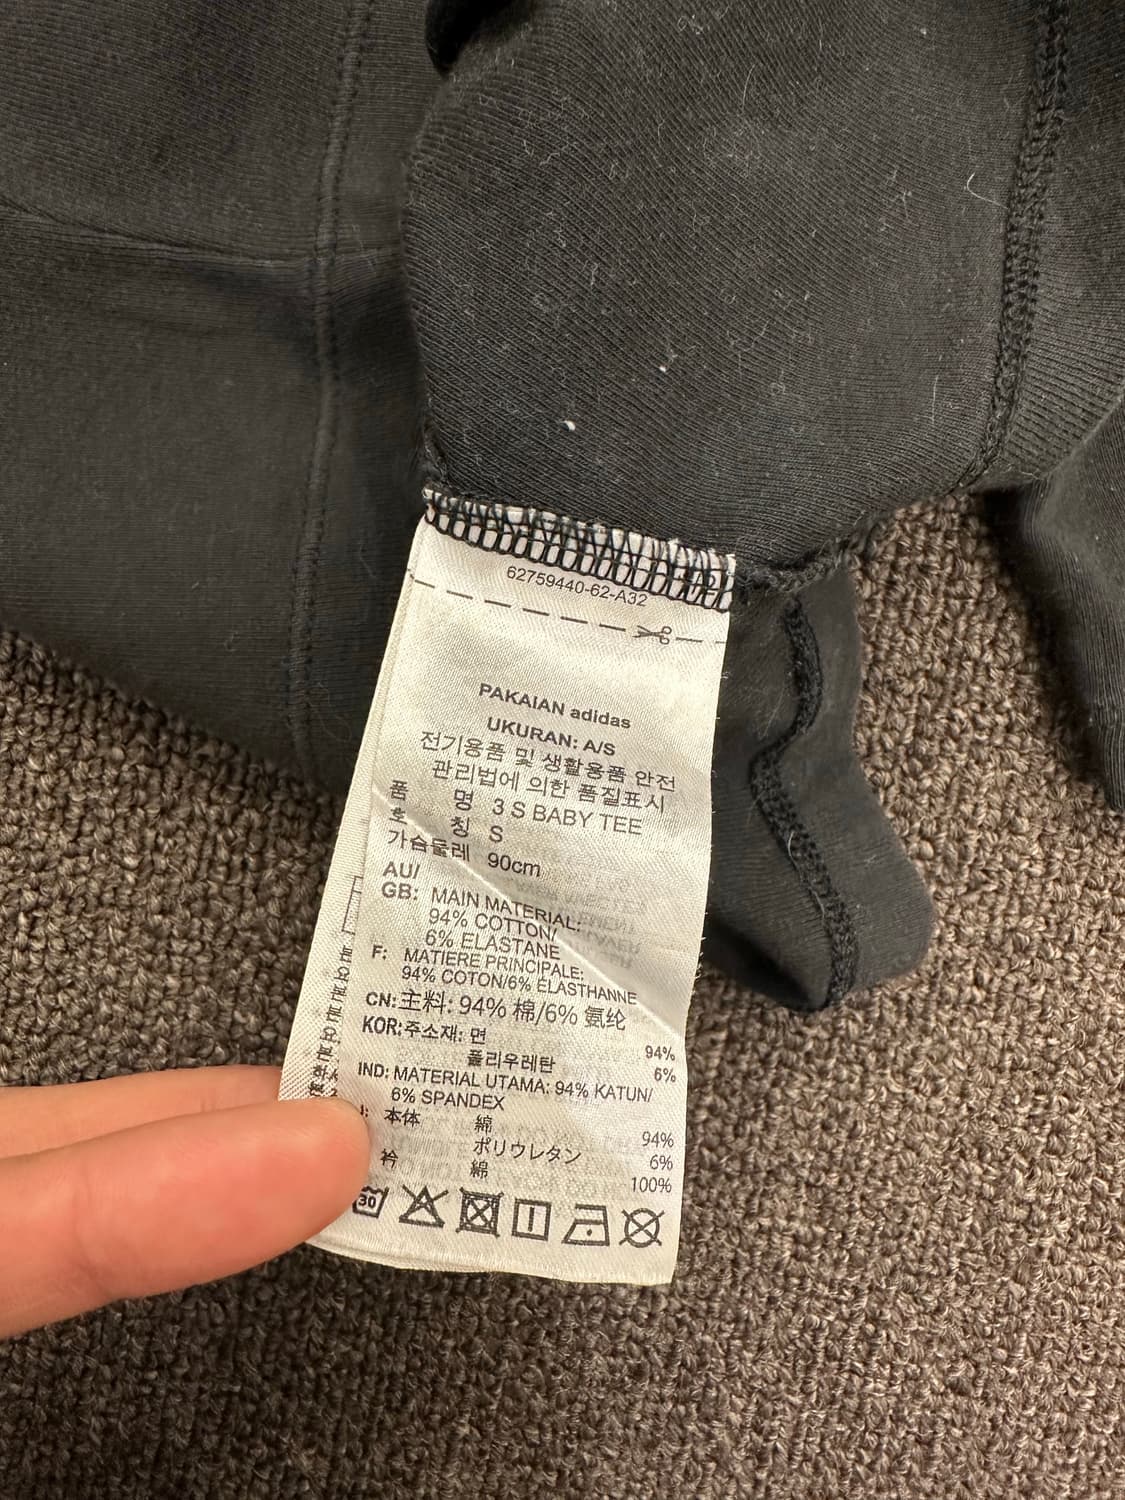 62759440-62-A32
PAKAIAN adidas
UKURAN: A/S
전기용품 및 생활용품 안전
관리법에 의한 품질표시
품 명 3 S BABY TEE
호 칭 S
가슴둘레 90cm
AU/
GB: MAIN MATERIAL:
94% COTTON/
6% ELASTANE
F: MATIERE PRINCIPALE:
94% COTON/6% ELASTHANNE
CN: 主料: 94% 棉/6% 氨纶
KOR: 주소재: 면 94%
폴리우레탄 6%
IND: MATERIAL UTAMA: 94% KATUN/
6% SPANDEX
本体 綿 94%
ポリウレタン 6%
衿 綿 100%
30